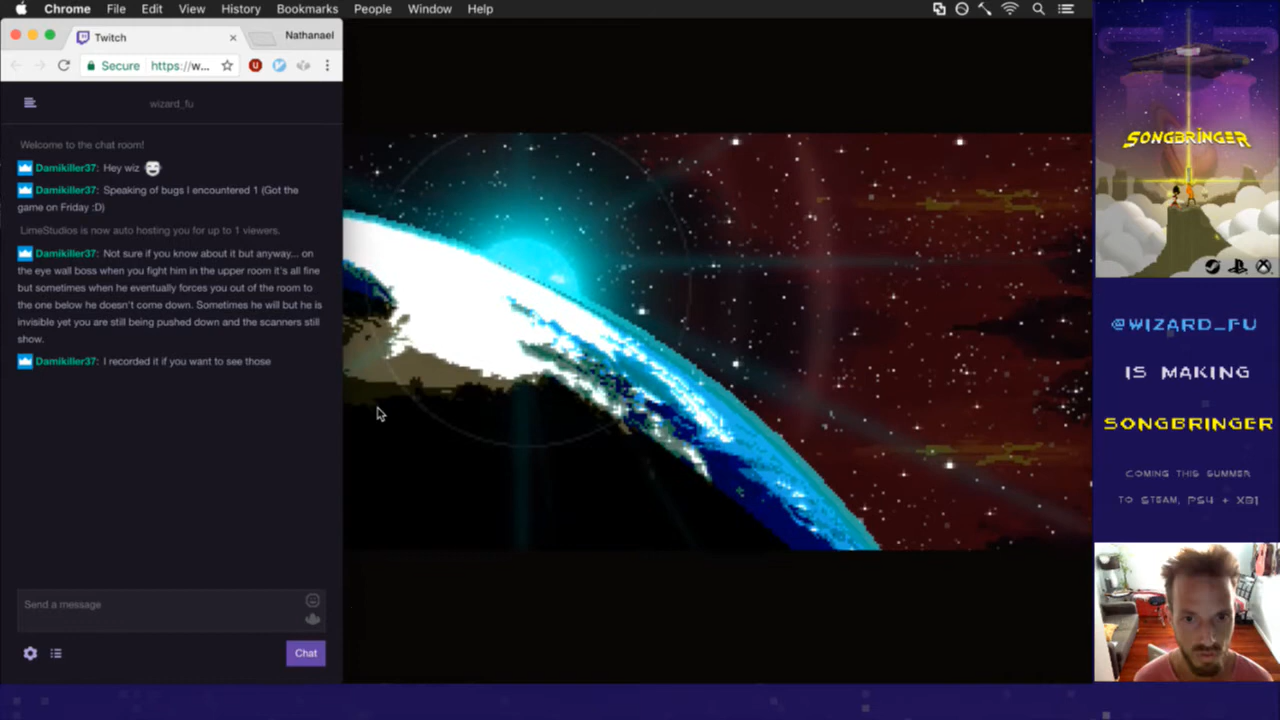 Chrome File Edit View History Bookmarks People Window Help
Twitch
Nathanael
Secure https://w...
wizard_fu
Welcome to the chat room!
Damikiller37: Hey wiz
Damikiller37: Speaking of bugs I encountered 1 (Got the
game on Friday :D)
LimeStudios is now auto hosting you for up to 1 viewers.
Damikiller37: Not sure if you know about it but anyway... on
the eye wall boss when you fight him in the upper room it's all fine
but sometimes when he eventually forces you out of the room to
the one below he doesn't come down. Sometimes he will but he is
invisible yet you are still being pushed down and the scanners still
show.
Damikiller37: I recorded it if you want to see those
Send a message
Chat
SONGBRINGER
@WIZARD_FU
IS MAKING
SONGBRINGER
COMING THIS SUMMER
TO STEAM, PS4 + XB1